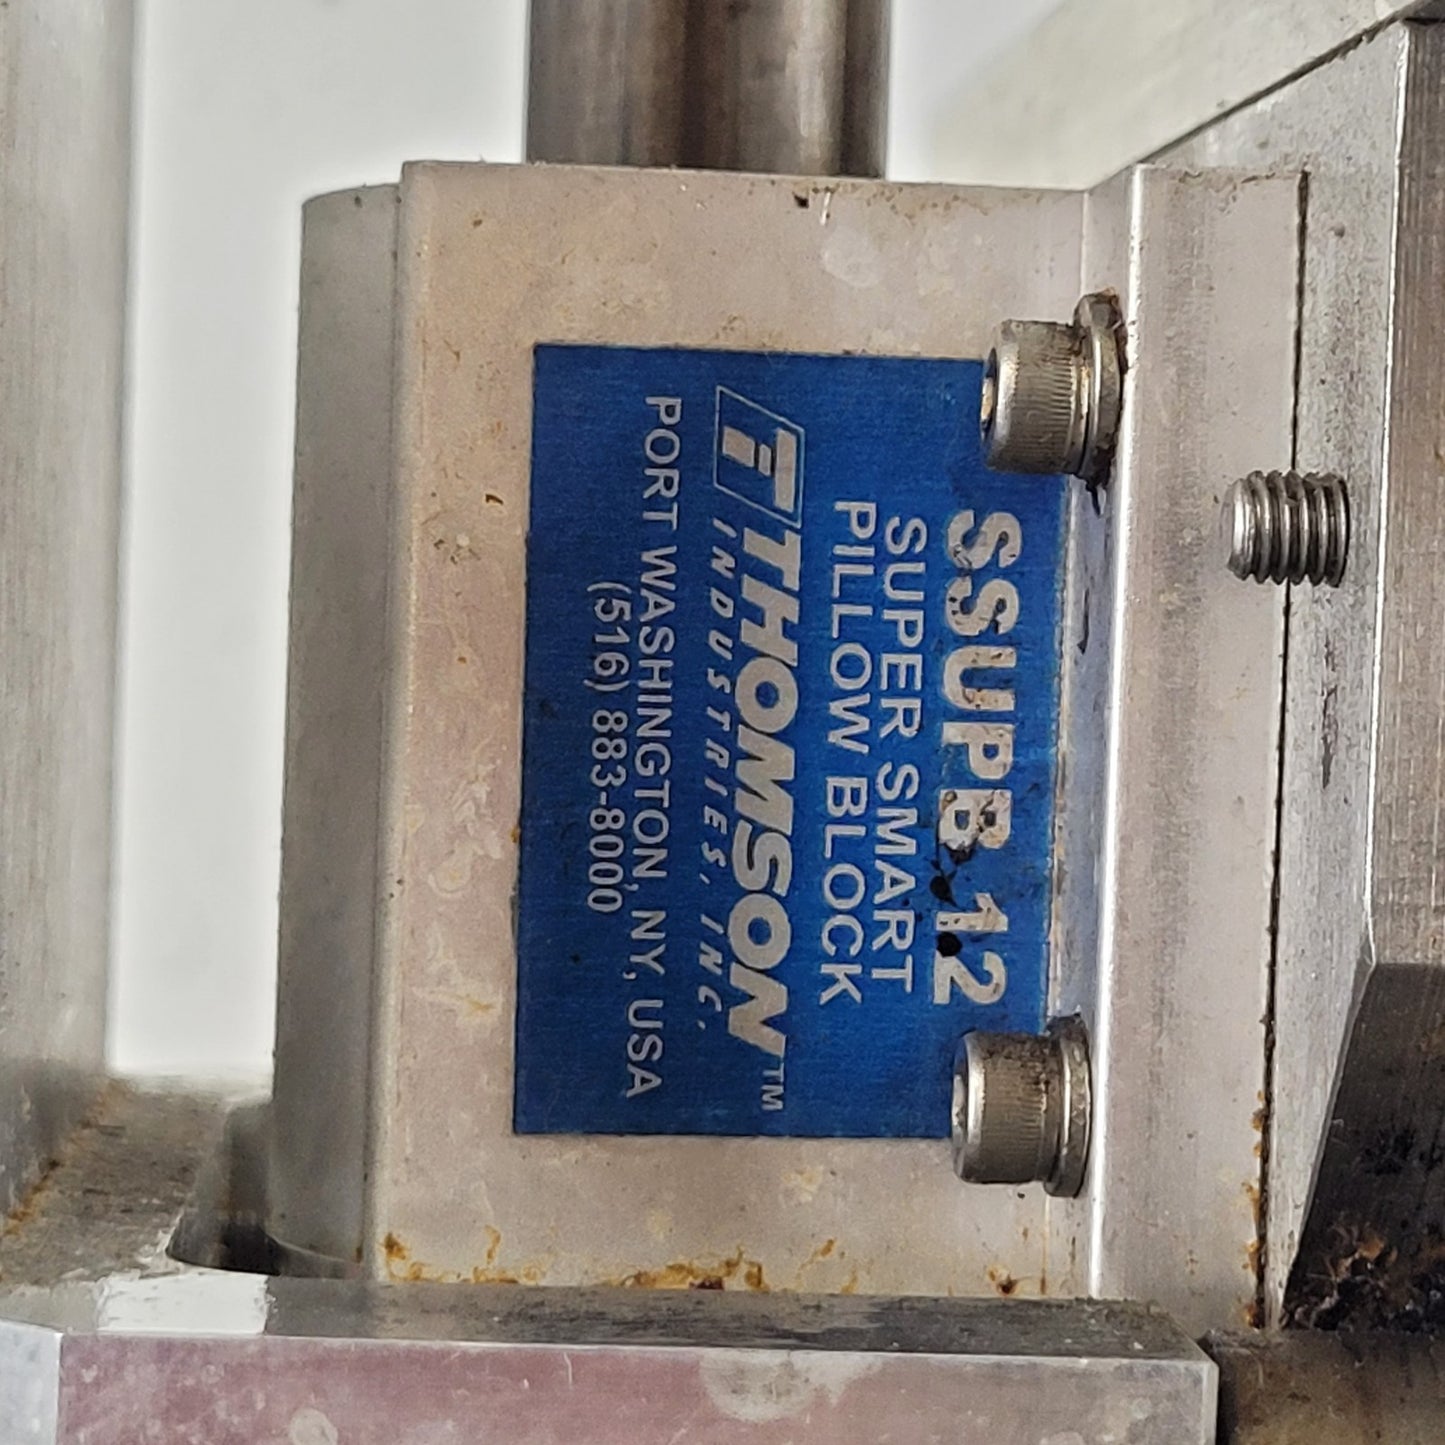 SSUPB 12
SUPER SMART
PILLOW BLOCK
THOMSON™
INDUSTRIES, INC.
PORT WASHINGTON, NY, USA
(516) 883-8000